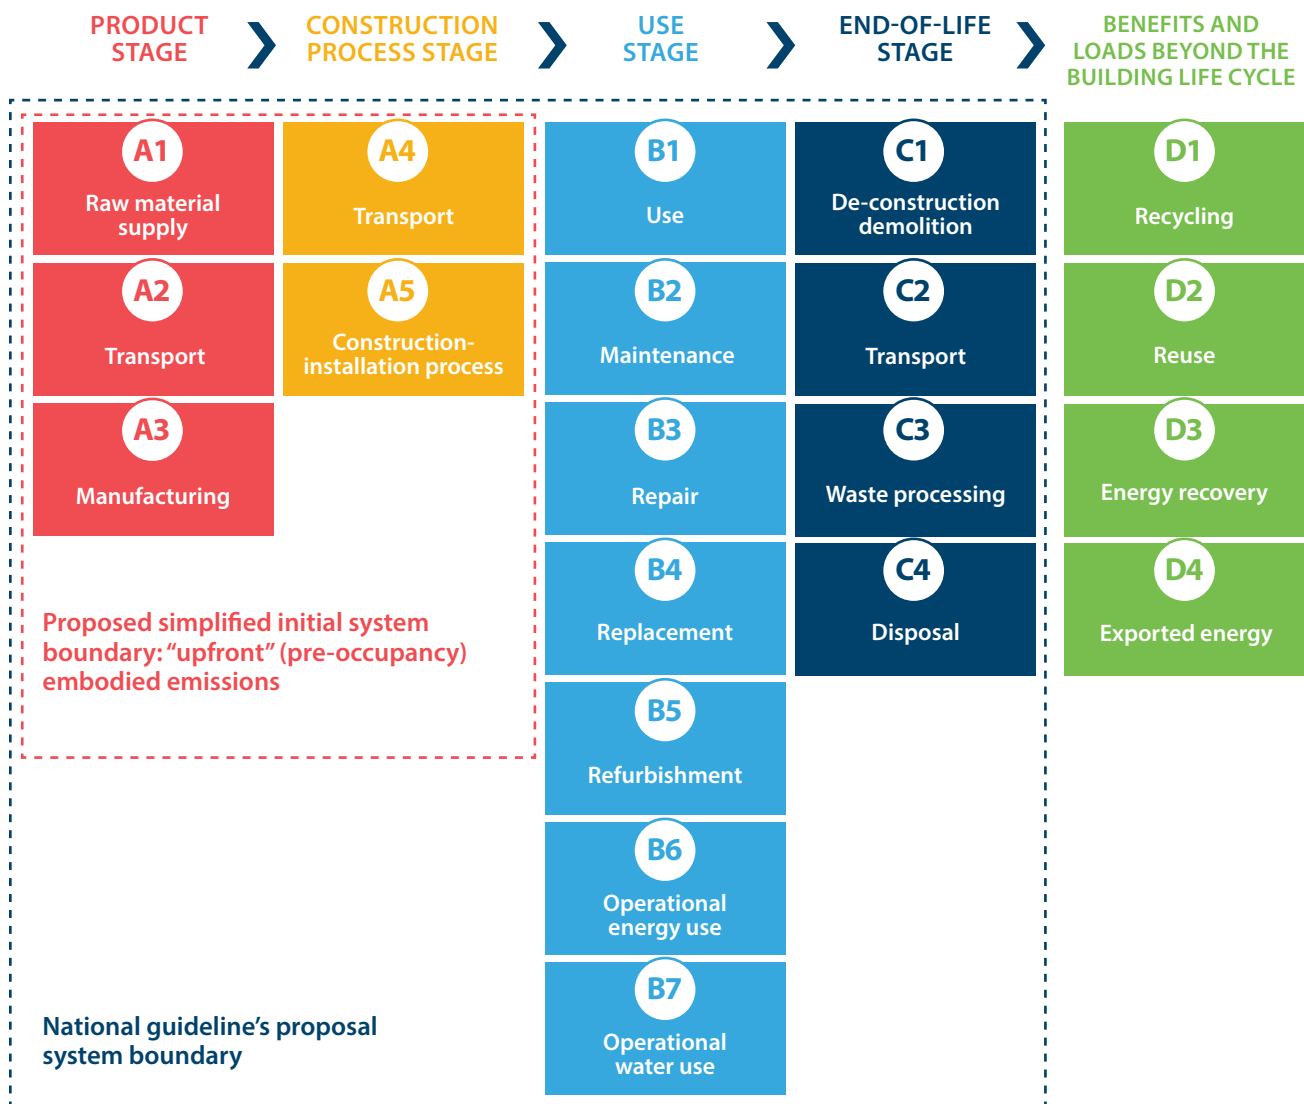 PRODUCT
STAGE
CONSTRUCTION
PROCESS STAGE
USE
STAGE
END-OF-LIFE
STAGE
BENEFITS AND
LOADS BEYOND THE
BUILDING LIFE CYCLE
A1
Raw material
supply
A2
Transport
A3
Manufacturing
A4
Transport
A5
Construction-
installation process
Proposed simplified initial system
boundary: “upfront” (pre-occupancy)
embodied emissions
B1
Use
B2
Maintenance
B3
Repair
B4
Replacement
B5
Refurbishment
B6
Operational
energy use
B7
Operational
water use
C1
De-construction
demolition
C2
Transport
C3
Waste processing
C4
Disposal
D1
Recycling
D2
Reuse
D3
Energy recovery
D4
Exported energy
National guideline’s proposal
system boundary